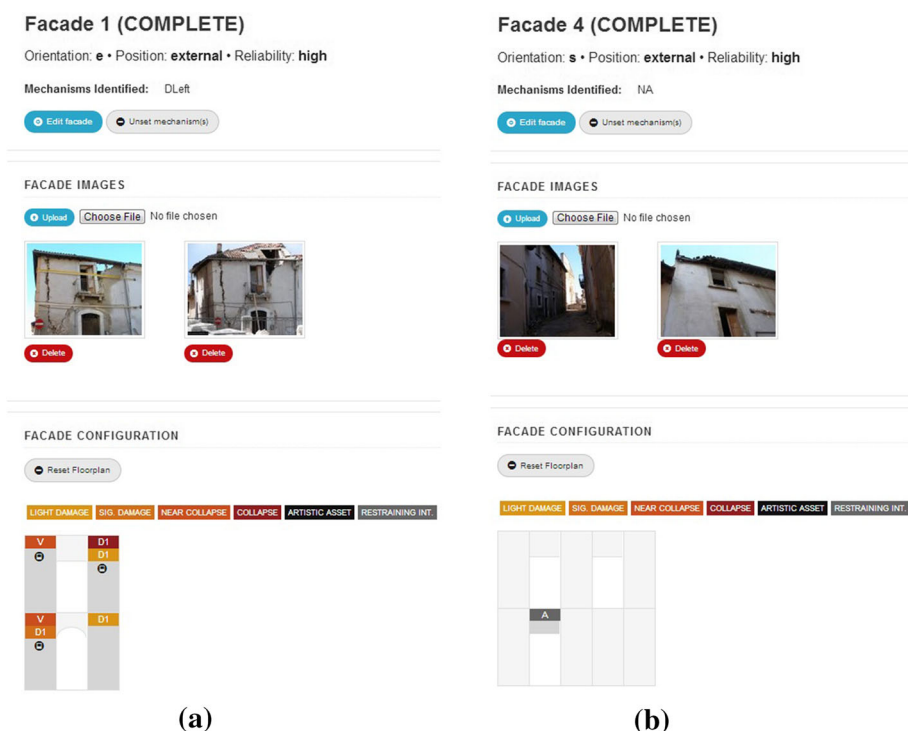 Facade 1 (COMPLETE)
Orientation: e • Position: external • Reliability: high
Mechanisms Identified: DLeft
Edit facade Unset mechanism(s)
FACADE IMAGES
Upload Choose File No file chosen
Delete Delete
FACADE CONFIGURATION
Reset Floorplan
LIGHT DAMAGE SIG. DAMAGE NEAR COLLAPSE COLLAPSE ARTISTIC ASSET RESTRAINING INT.
V D1
D1
V D1
D1
(a)
Facade 4 (COMPLETE)
Orientation: s • Position: external • Reliability: high
Mechanisms Identified: NA
Edit facade Unset mechanism(s)
FACADE IMAGES
Upload Choose File No file chosen
Delete Delete
FACADE CONFIGURATION
Reset Floorplan
LIGHT DAMAGE SIG. DAMAGE NEAR COLLAPSE COLLAPSE ARTISTIC ASSET RESTRAINING INT.
A
(b)